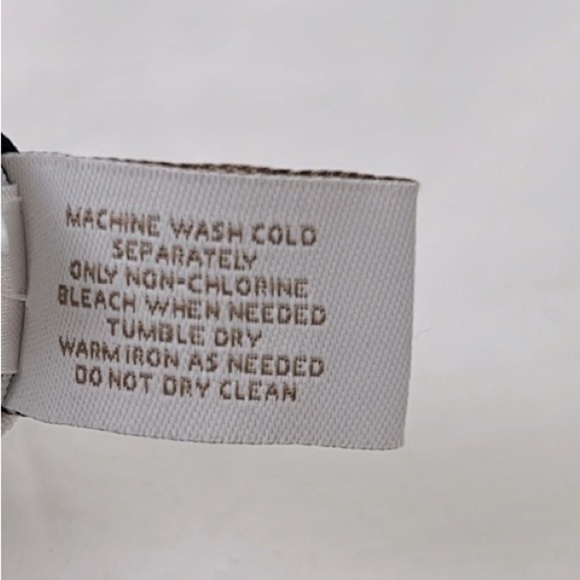 MACHINE WASH COLD
SEPARATELY
ONLY NON-CHLORINE
BLEACH WHEN NEEDED
TUMBLE DRY
WARM IRON AS NEEDED
DO NOT DRY CLEAN